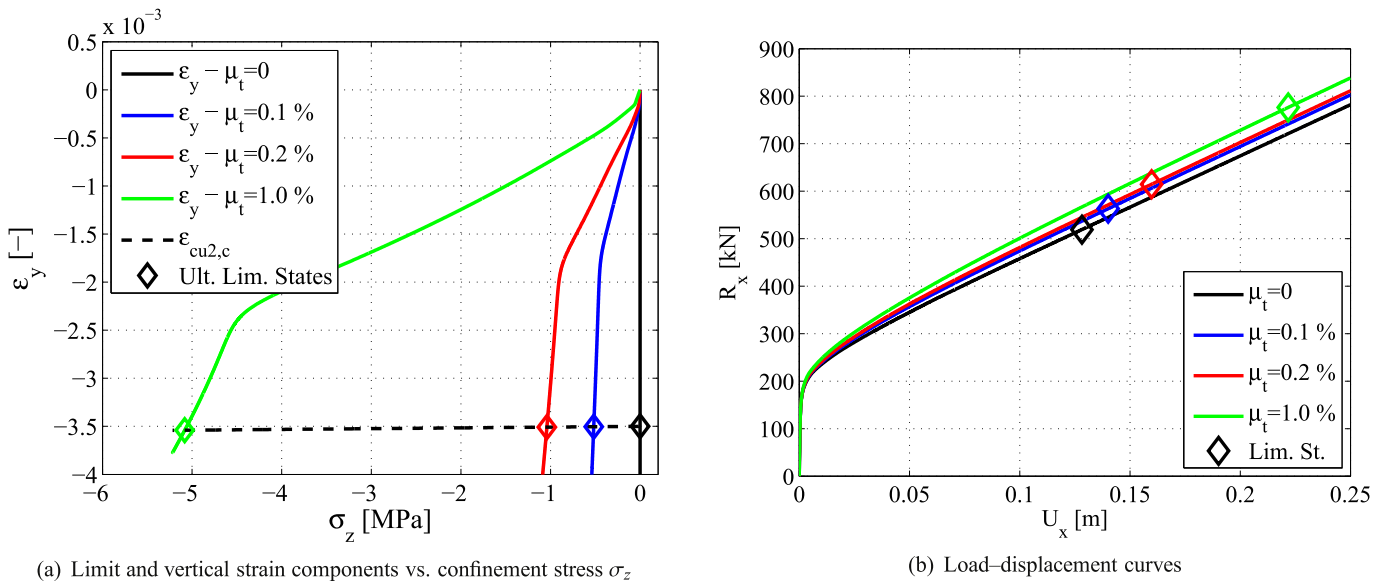 x 10⁻³
0.5
0
−0.5
−1
−1.5
−2
−2.5
−3
−3.5
−4
ε_y [−]
ε_y − μ_t=0
ε_y − μ_t=0.1 %
ε_y − μ_t=0.2 %
ε_y − μ_t=1.0 %
ε_cu2,c
Ult. Lim. States
−6 −5 −4 −3 −2 −1 0
σ_z [MPa]
(a) Limit and vertical strain components vs. confinement stress σ_z
900
800
700
600
500
400
300
200
100
0
R_x [kN]
μ_t=0
μ_t=0.1 %
μ_t=0.2 %
μ_t=1.0 %
Lim. St.
0 0.05 0.1 0.15 0.2 0.25
U_x [m]
(b) Load–displacement curves